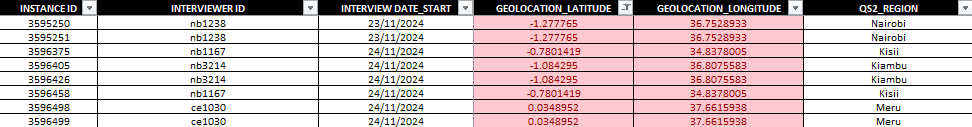 INSTANCE ID INTERVIEWER ID INTERVIEW DATE_START GEOLOCATION_LATITUDE GEOLOCATION_LONGITUDE QS2_REGION
3595250 nb1238 23/11/2024 -1.277765 36.7528933 Nairobi
3595251 nb1238 23/11/2024 -1.277765 36.7528933 Nairobi
3596375 nb1167 24/11/2024 -0.7801419 34.8378005 Kisii
3596405 nb3214 24/11/2024 -1.084295 36.8075583 Kiambu
3596426 nb3214 24/11/2024 -1.084295 36.8075583 Kiambu
3596458 nb1167 24/11/2024 -0.7801419 34.8378005 Kisii
3596498 ce1030 24/11/2024 0.0348952 37.6615938 Meru
3596499 ce1030 24/11/2024 0.0348952 37.6615938 Meru